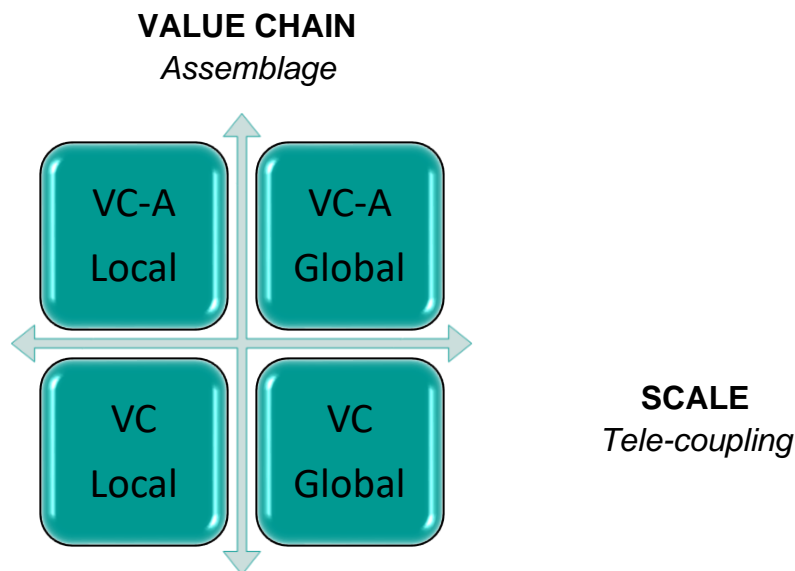 VALUE CHAIN
Assemblage
VC-A
Local
VC-A
Global
VC
Local
VC
Global
SCALE
Tele-coupling